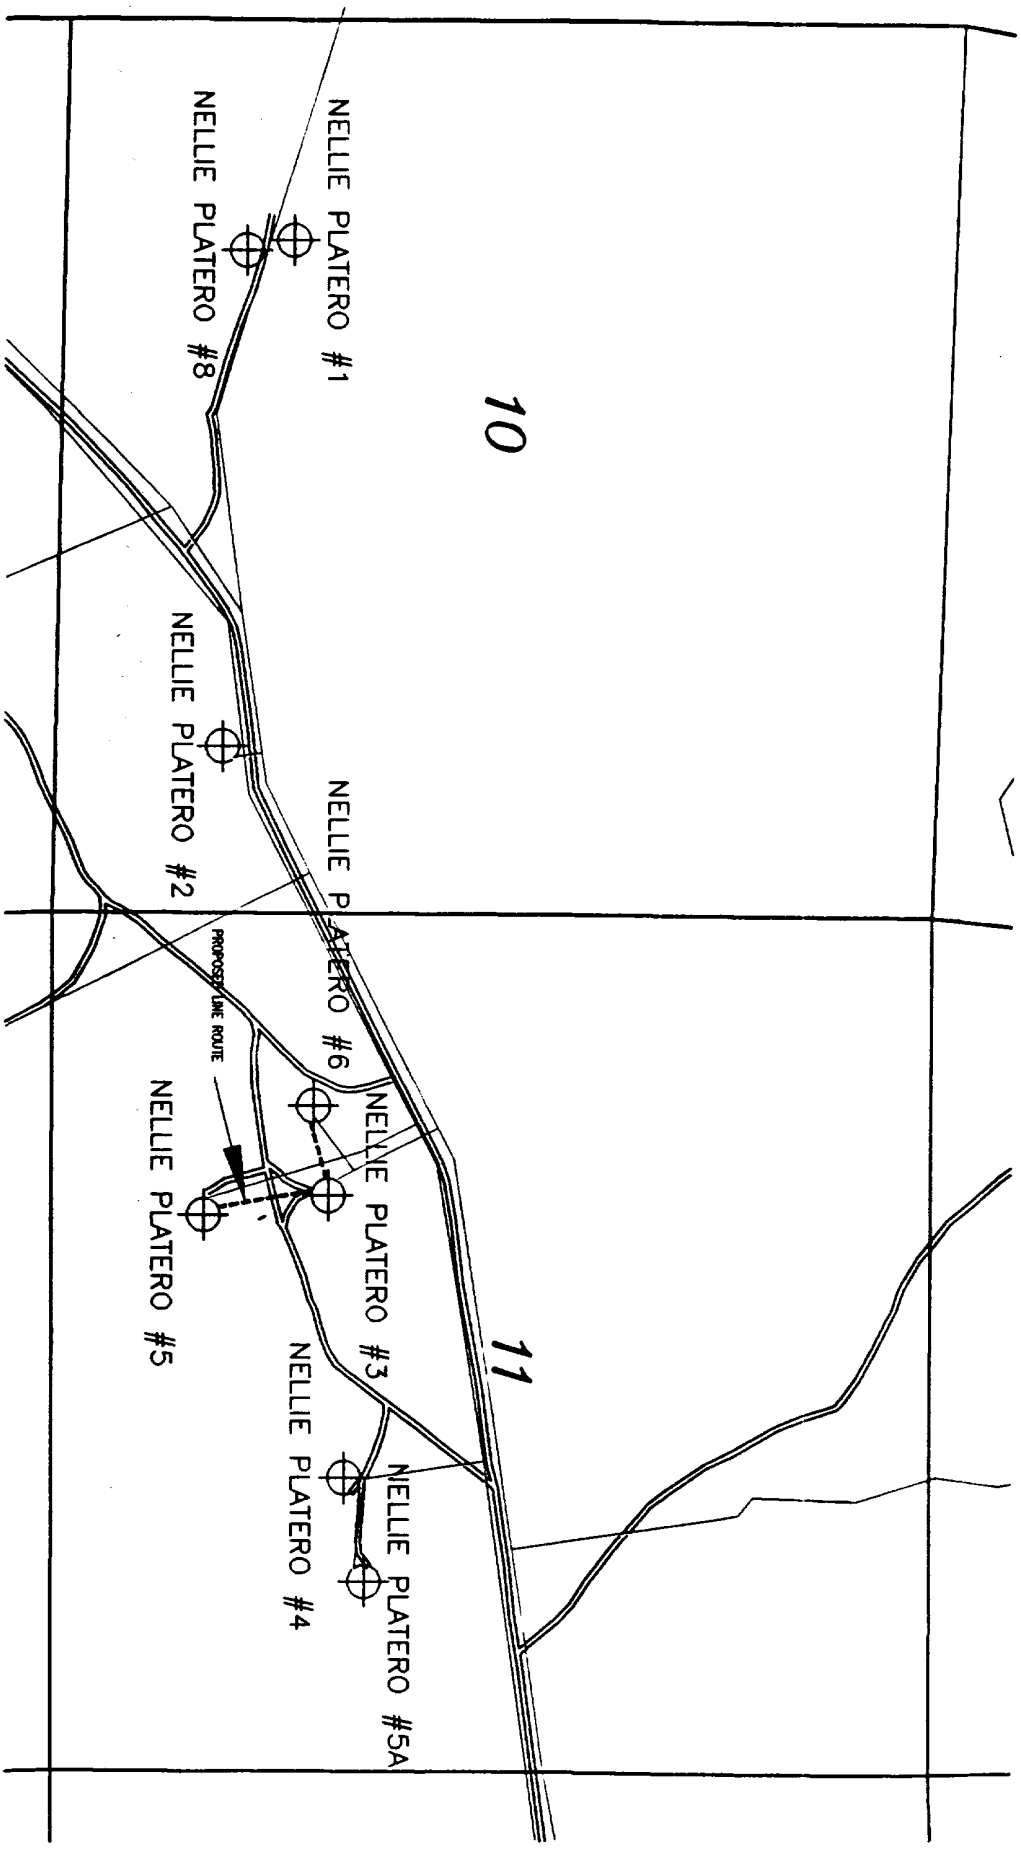 NELLIE PLATERO #1
NELLIE PLATERO #8
10
NELLIE PLATERO #2
NELLIE PLATERO #6
PROPOSED LINE ROUTE
NELLIE PLATERO #3
NELLIE PLATERO #5
11
NELLIE PLATERO #4
NELLIE PLATERO #5A